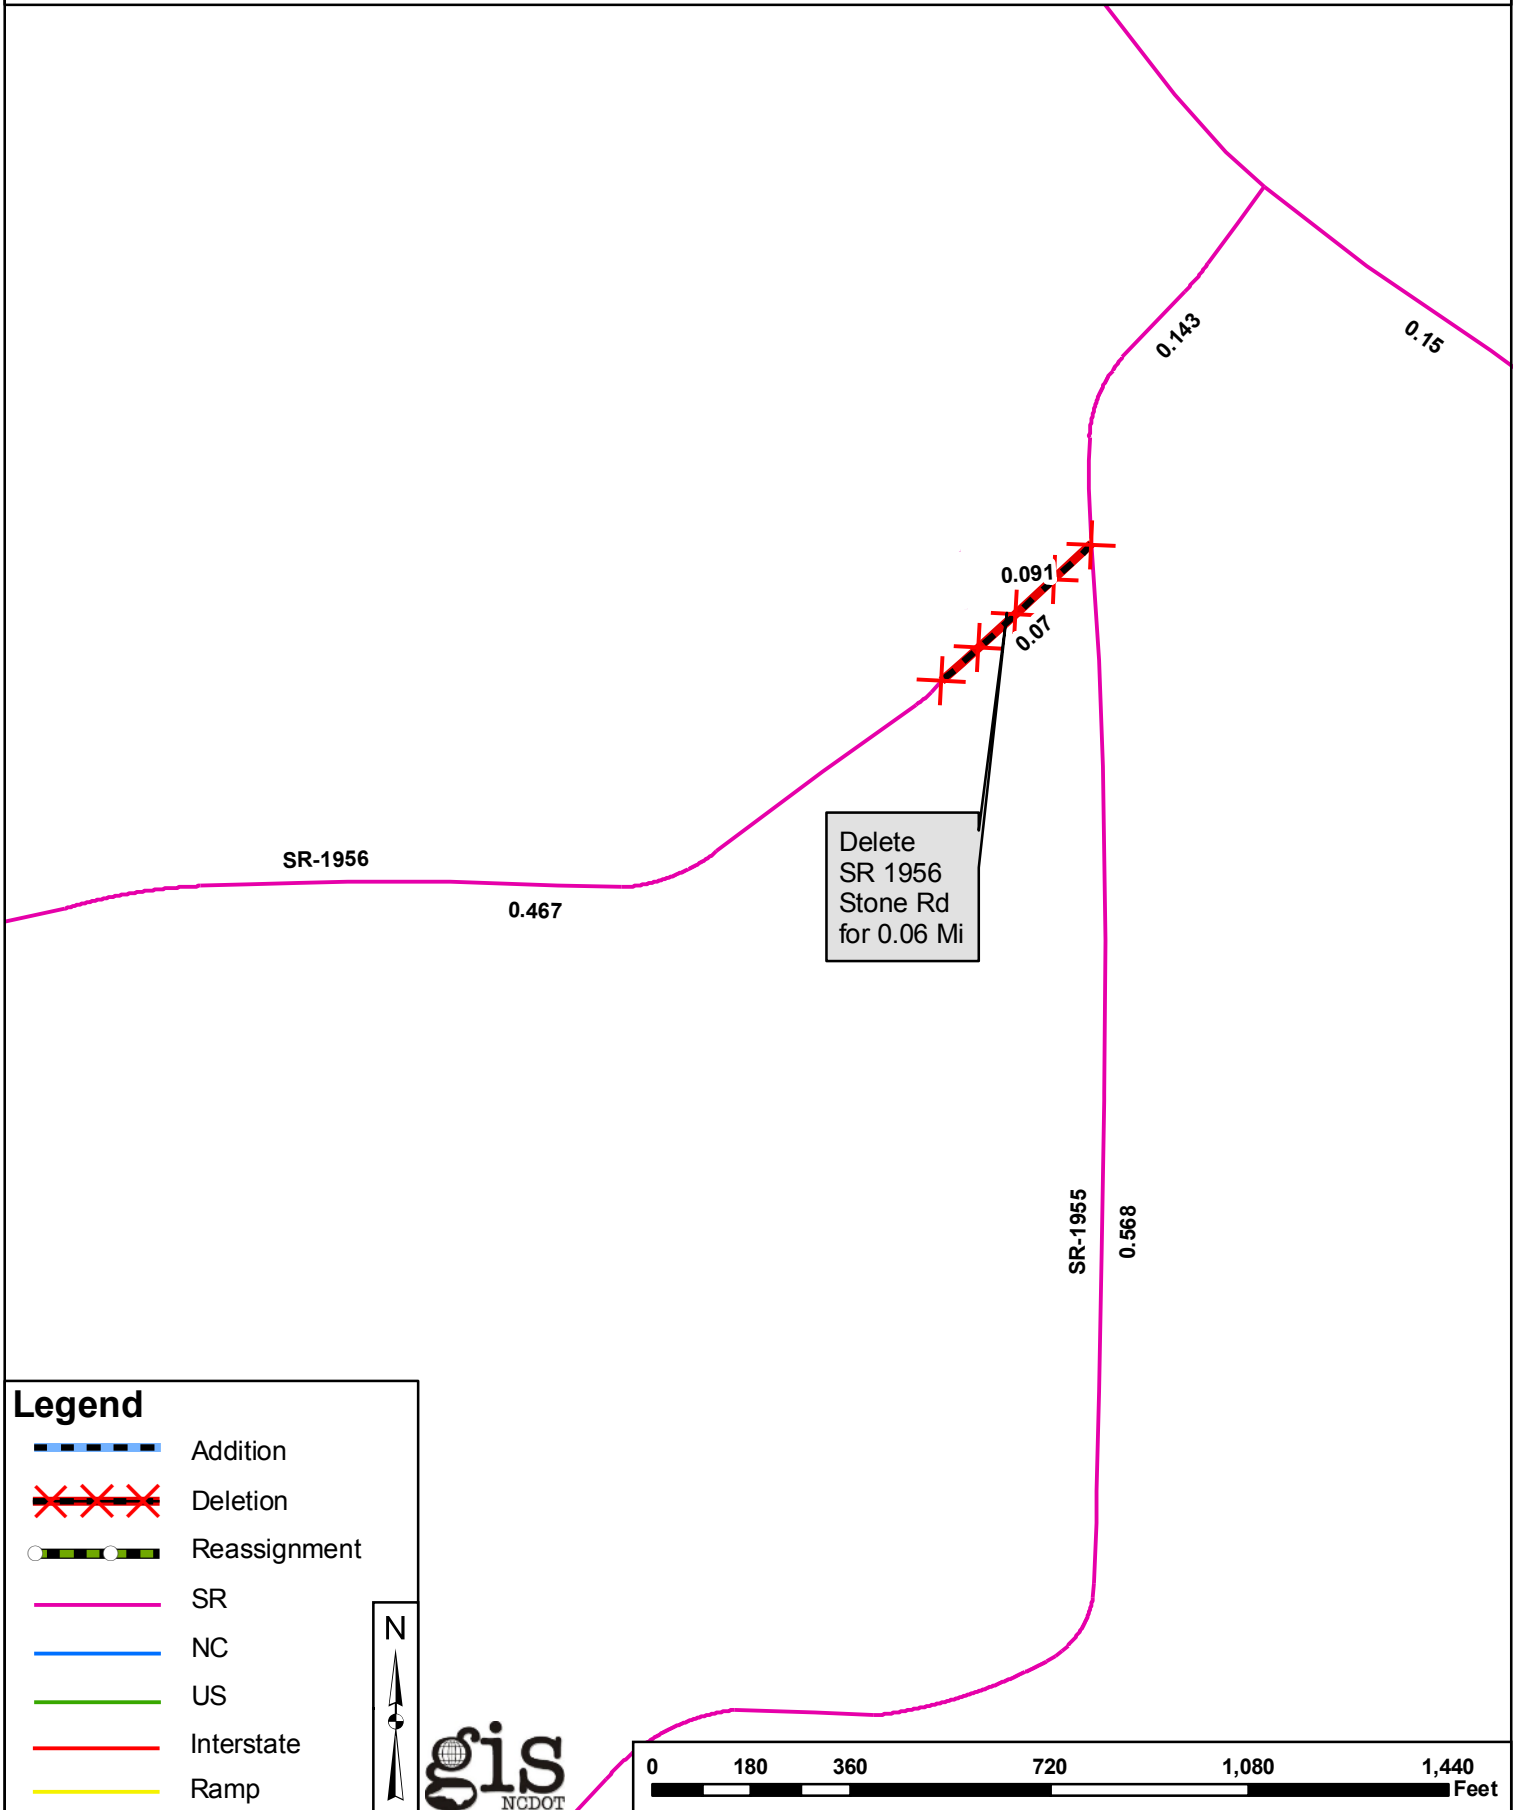 0.143
0.15
0.091
0.07
Delete
SR 1956
Stone Rd
for 0.06 Mi
SR-1956
0.467
SR-1955
0.568
Legend
Addition
Deletion
Reassignment
SR
NC
US
Interstate
Ramp
N
gis
NCDOT
0 180 360 720 1,080 1,440
Feet